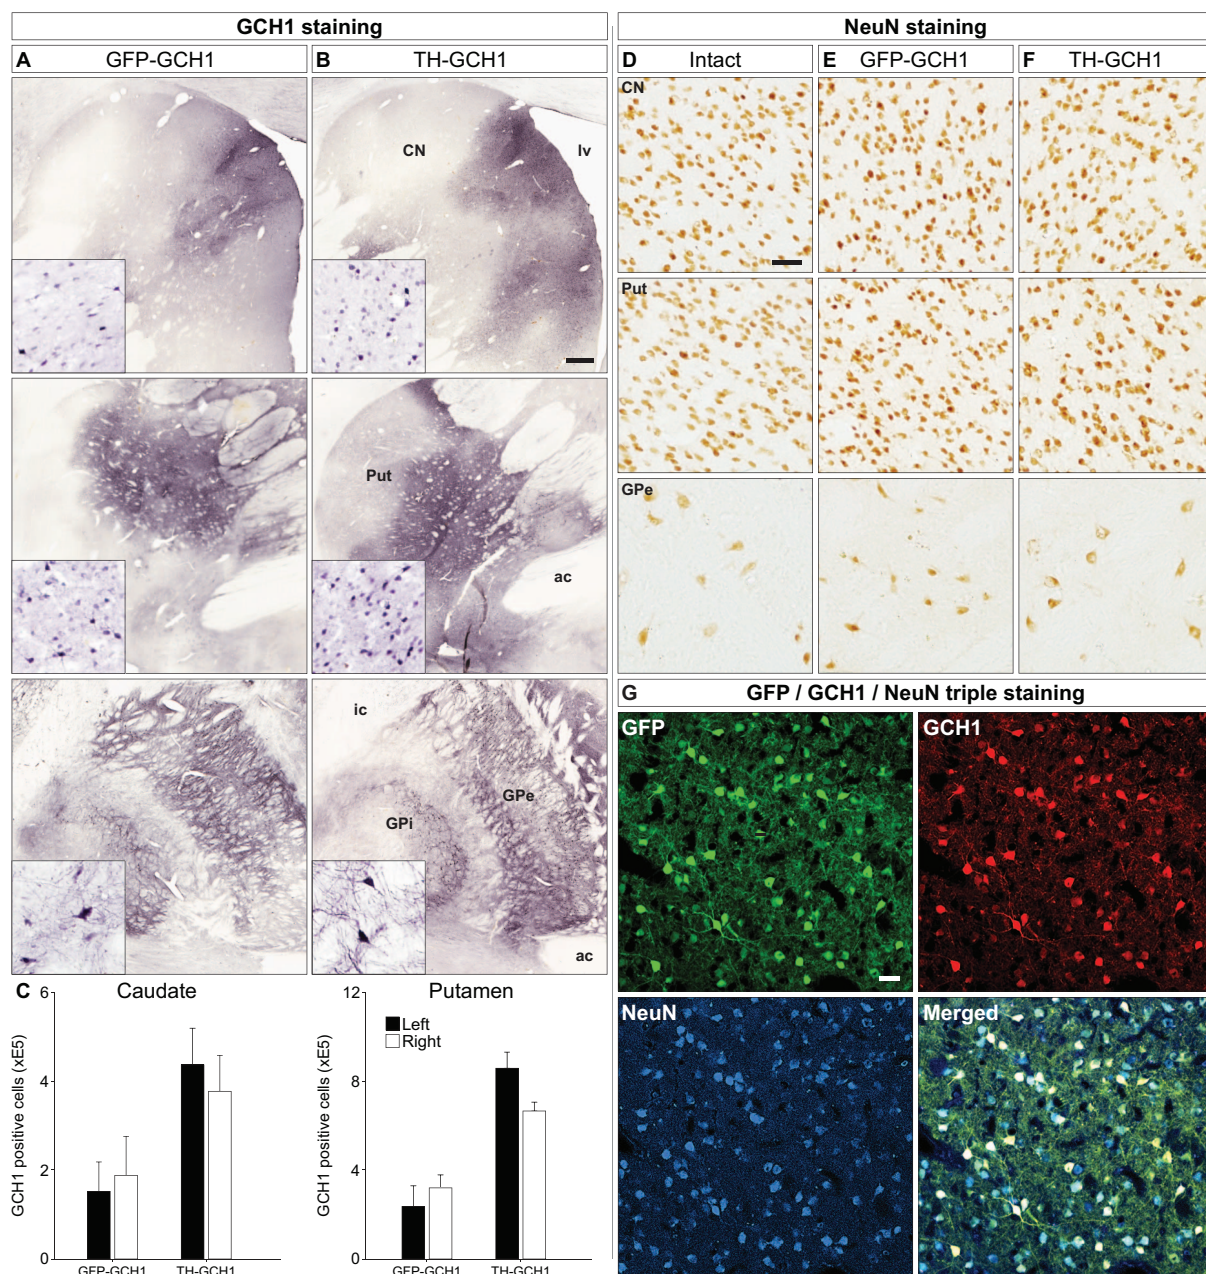 GCH1 staining
NeuN staining
A GFP-GCH1
B TH-GCH1
D Intact
E GFP-GCH1
F TH-GCH1
CN
lv
CN
Put
Put
ac
GPe
ic
GPe
GPi
ac
G GFP / GCH1 / NeuN triple staining
GFP
GCH1
NeuN
Merged
C
Caudate
GCH1 positive cells (xE5)
6
4
2
0
GFP-GCH1
TH-GCH1
Putamen
Left
Right
GCH1 positive cells (xE5)
12
8
4
0
GFP-GCH1
TH-GCH1